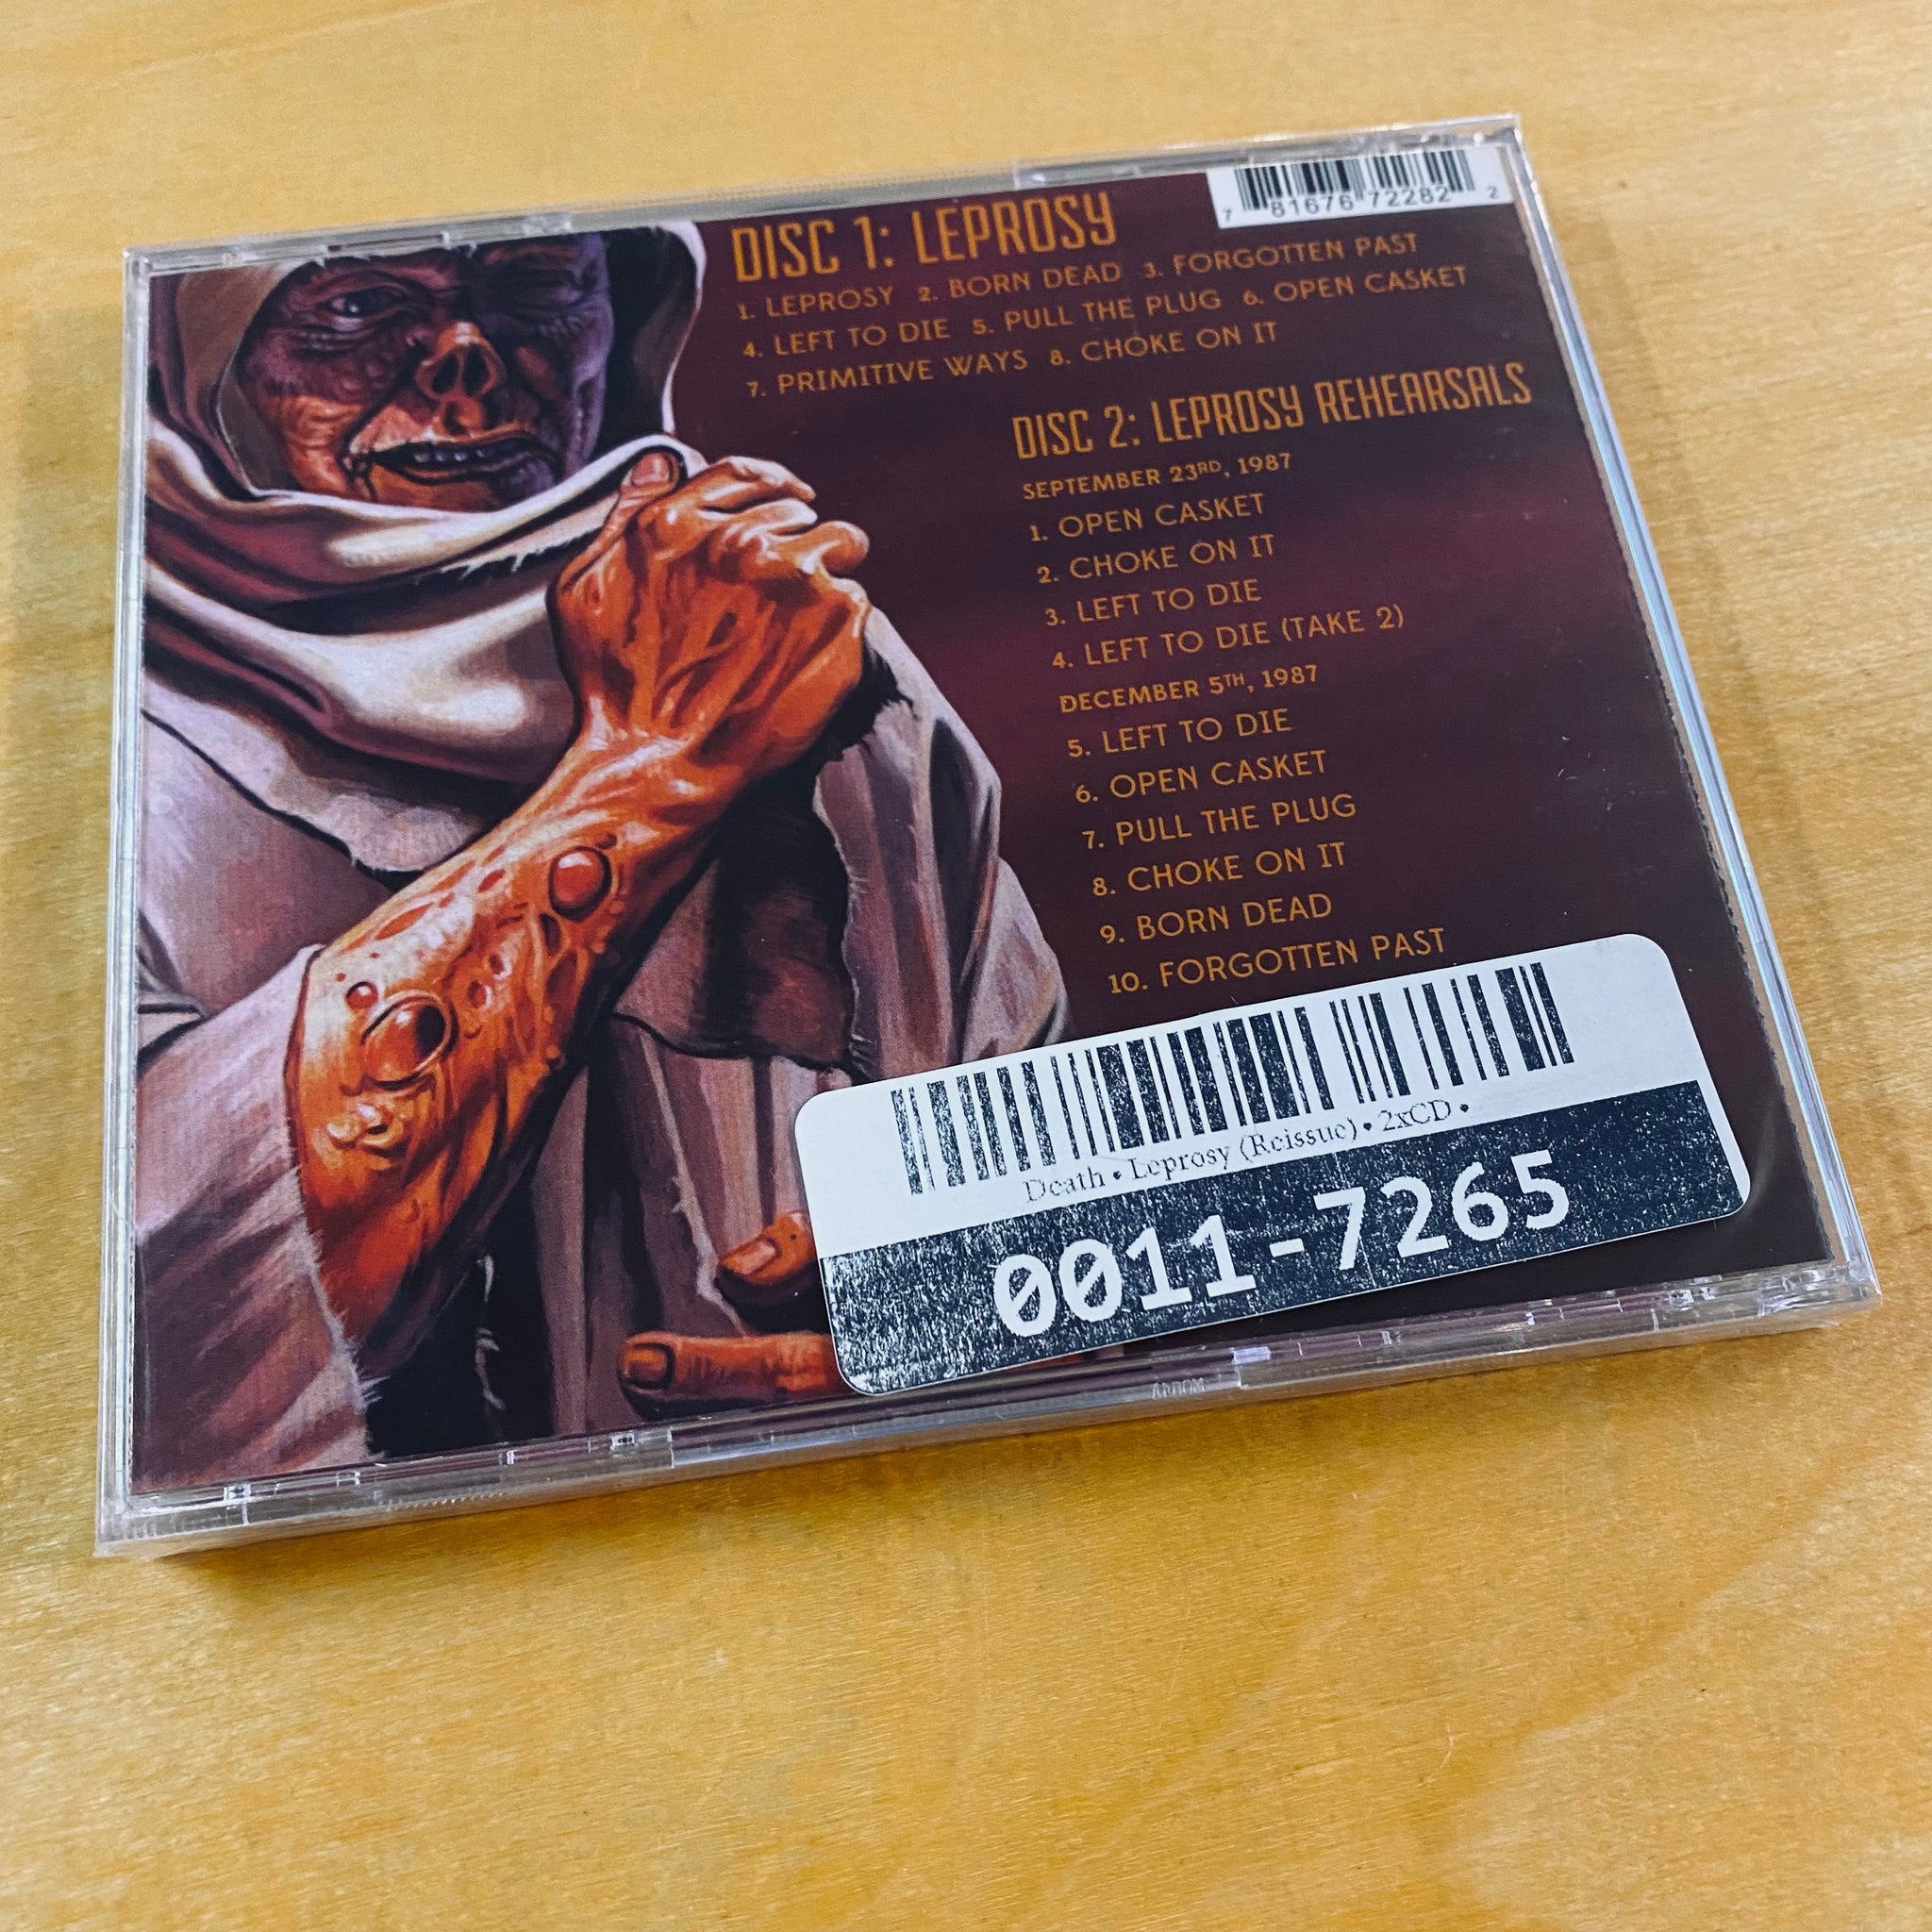 7 81676 72282 2
DISC 1: LEPROSY
1. LEPROSY 2. BORN DEAD 3. FORGOTTEN PAST
4. LEFT TO DIE 5. PULL THE PLUG 6. OPEN CASKET
7. PRIMITIVE WAYS 8. CHOKE ON IT
DISC 2: LEPROSY REHEARSALS
SEPTEMBER 23RD, 1987
1. OPEN CASKET
2. CHOKE ON IT
3. LEFT TO DIE
4. LEFT TO DIE (TAKE 2)
DECEMBER 5TH, 1987
5. LEFT TO DIE
6. OPEN CASKET
7. PULL THE PLUG
8. CHOKE ON IT
9. BORN DEAD
10. FORGOTTEN PAST
Death • Leprosy (Reissue) • 2xCD •
0011-7265